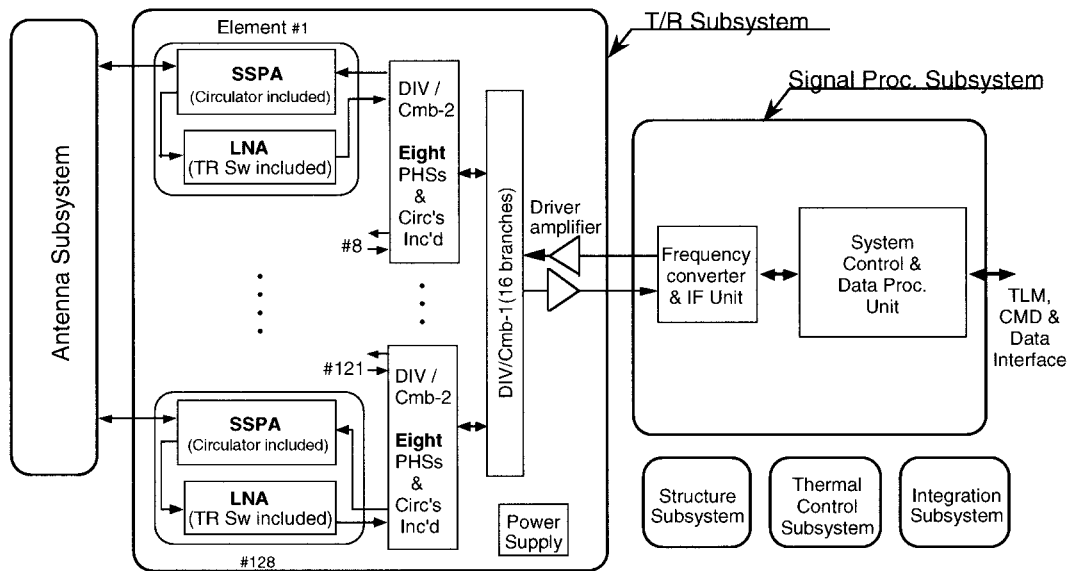 T/R Subsystem
Signal Proc. Subsystem
Antenna Subsystem
Element #1
SSPA
(Circulator included)
LNA
(TR Sw included)
DIV /
Cmb-2
Eight
PHSs
&
Circ's
Inc'd
#8
#121
DIV /
Cmb-2
Eight
PHSs
&
Circ's
Inc'd
SSPA
(Circulator included)
LNA
(TR Sw included)
#128
DIV/Cmb-1 (16 branches)
Driver
amplifier
Power
Supply
Frequency
converter
& IF Unit
System
Control &
Data Proc.
Unit
TLM,
CMD &
Data
Interface
Structure
Subsystem
Thermal
Control
Subsystem
Integration
Subsystem